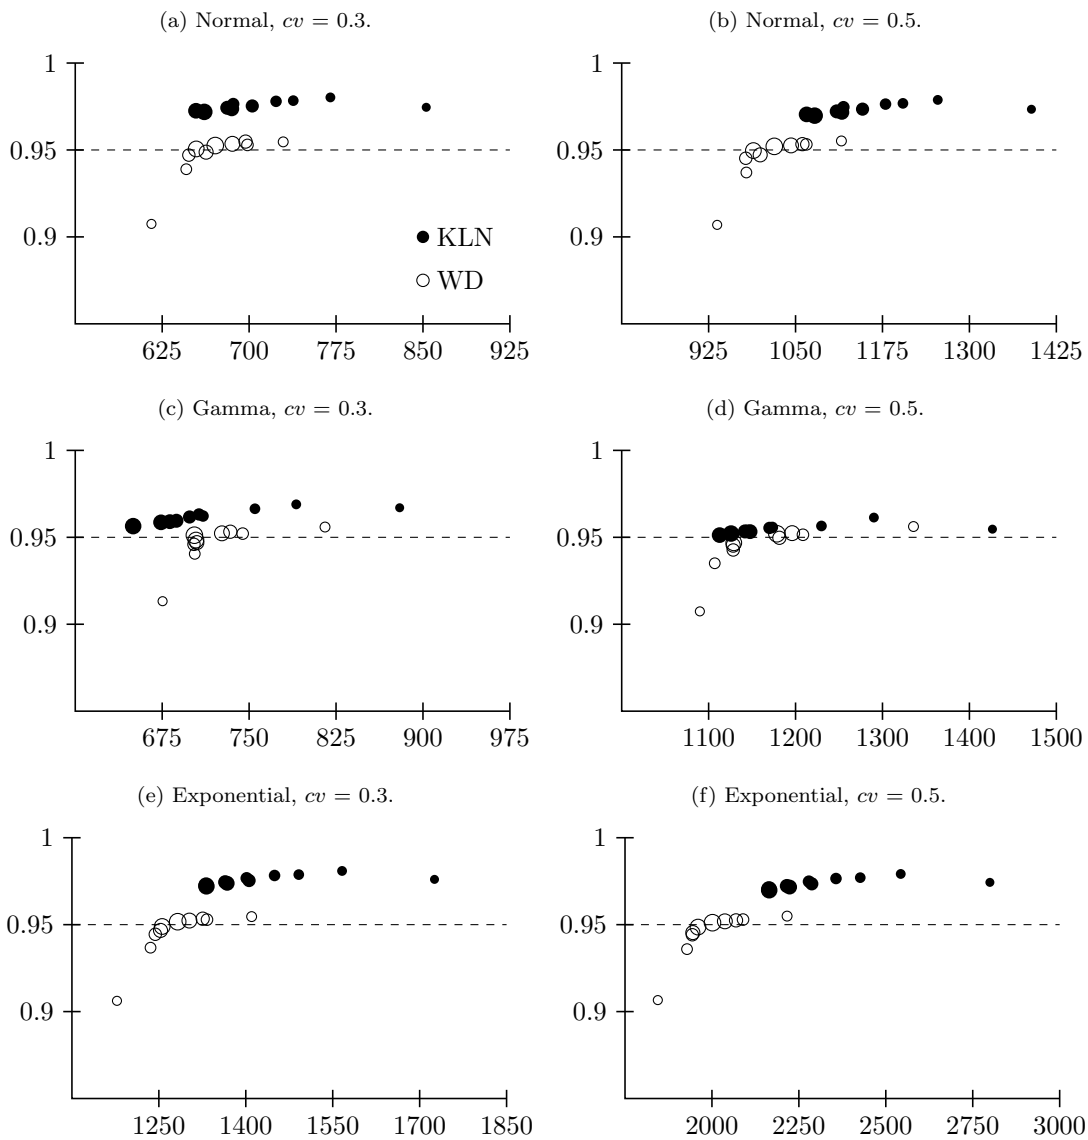 (a) Normal, cv = 0.3.
1
0.95
0.9
KLN
WD
625 700 775 850 925
(b) Normal, cv = 0.5.
1
0.95
0.9
925 1050 1175 1300 1425
(c) Gamma, cv = 0.3.
1
0.95
0.9
675 750 825 900 975
(d) Gamma, cv = 0.5.
1
0.95
0.9
1100 1200 1300 1400 1500
(e) Exponential, cv = 0.3.
1
0.95
0.9
1250 1400 1550 1700 1850
(f) Exponential, cv = 0.5.
1
0.95
0.9
2000 2250 2500 2750 3000